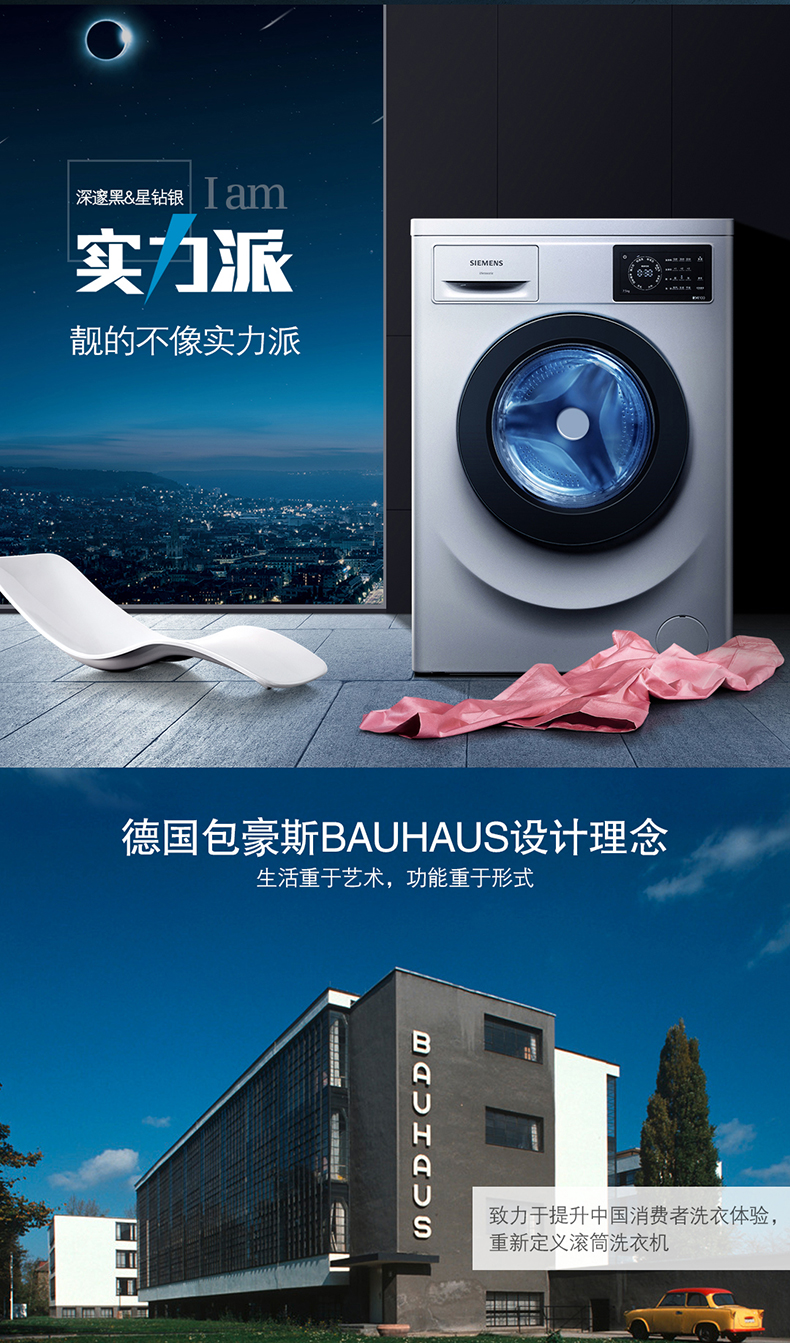 深邃黑&星钻银
I am
实力派
靓的不像实力派
SIEMENS
德国包豪斯BAUHAUS设计理念
生活重于艺术，功能重于形式
BAUHAUS
致力于提升中国消费者洗衣体验，
重新定义滚筒洗衣机